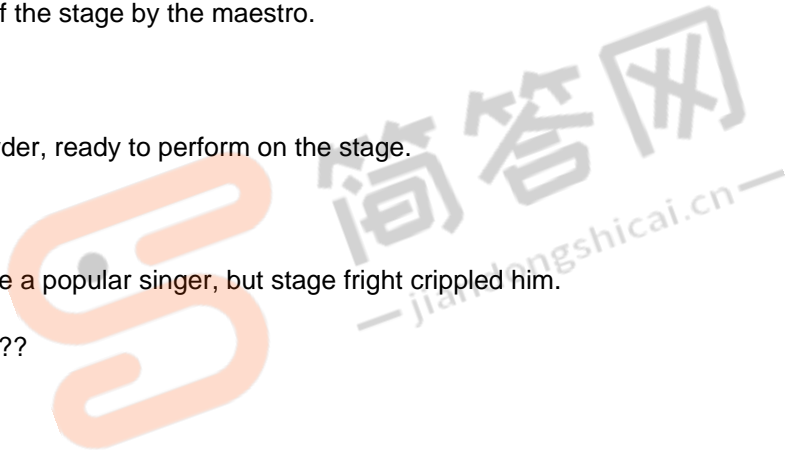 f the stage by the maestro.
der, ready to perform on the stage.
e a popular singer, but stage fright crippled him.
??
简答网
jiandongshicai.cn